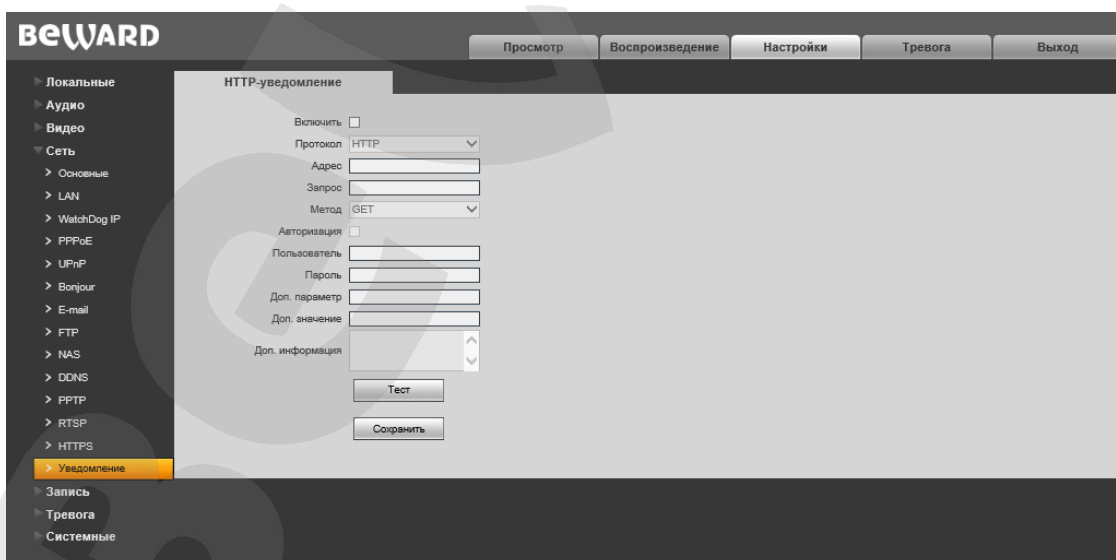 BEWARD
Просмотр
Воспроизведение
Настройки
Тревога
Выход
Локальные
Аудио
Видео
Сеть
Основные
LAN
WatchDog IP
PPPoE
UPnP
Bonjour
E-mail
FTP
NAS
DDNS
PPTP
RTSP
HTTPS
Уведомление
Запись
Тревога
Системные
HTTP-уведомление
Включить
Протокол HTTP
Адрес
Запрос
Метод GET
Авторизация
Пользователь
Пароль
Доп. параметр
Доп. значение
Доп. информация
Тест
Сохранить